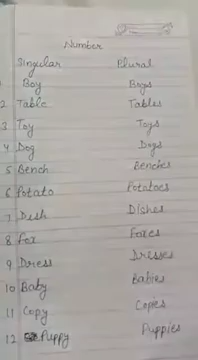 Number
Singular Plural
Boy Boys
2 Table Tables
3 Toy Toys
4 Dog Dogs
5 Bench Benches
6 Potato Potatoes
7 Dish Dishes
8 Fox Foxes
9 Dress Dresses
10 Baby Babies
11 Copy Copies
12 Puppy Puppies